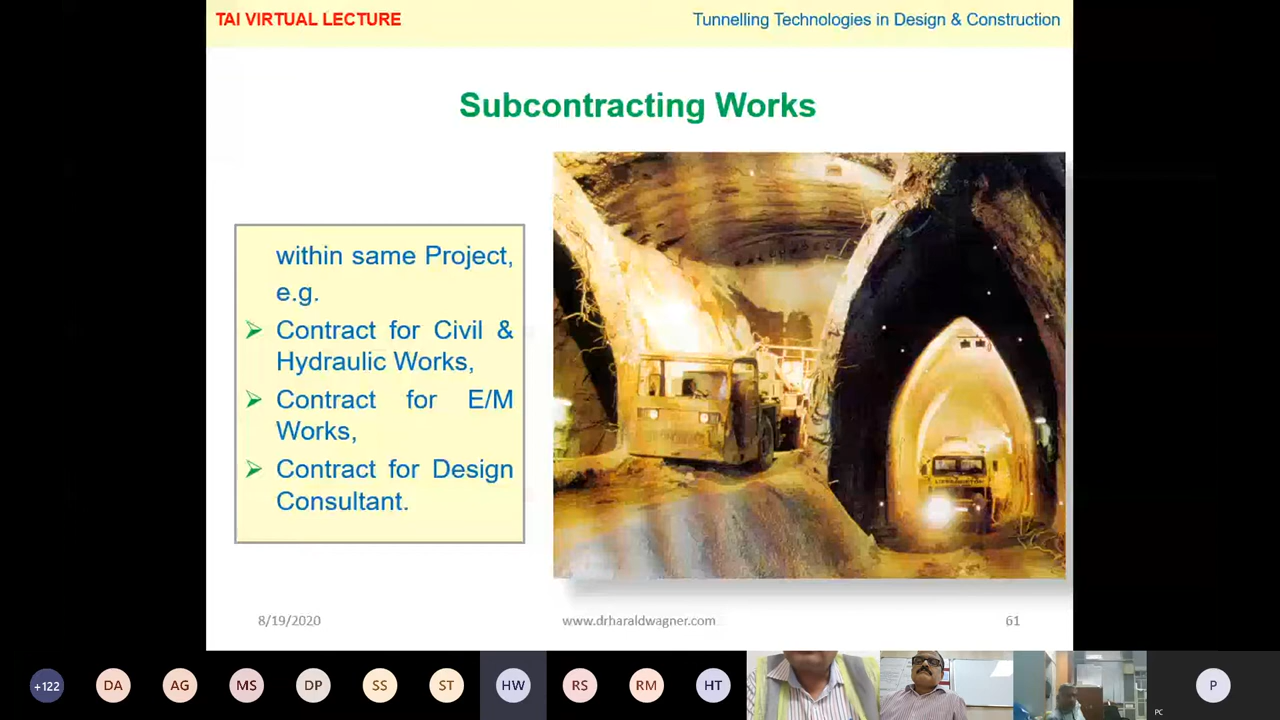 TAI VIRTUAL LECTURE
Tunnelling Technologies in Design & Construction
Subcontracting Works
within same Project,
e.g.
Contract for Civil &
Hydraulic Works,
Contract for E/M
Works,
Contract for Design
Consultant.
8/19/2020
www.drharaldwagner.com
61
+122
DA
AG
MS
DP
SS
ST
HW
RS
RM
HT
PC
P